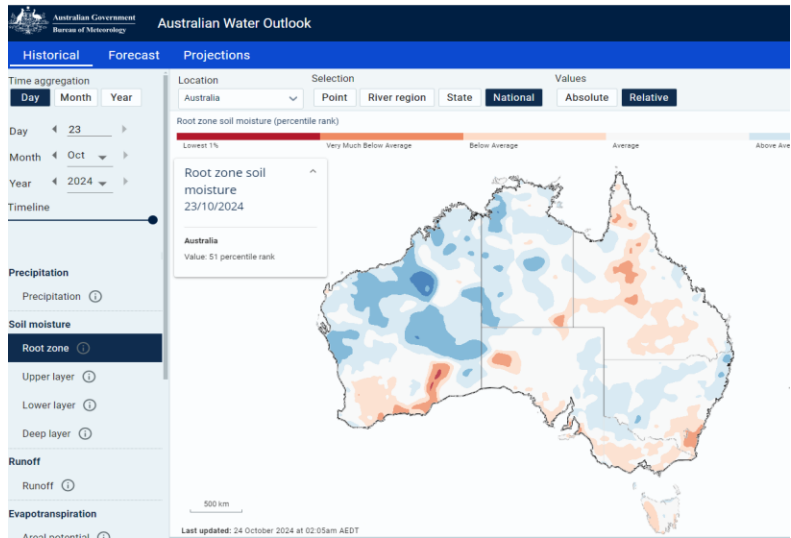 Australian Government
Bureau of Meteorology
Australian Water Outlook
Historical Forecast Projections
Time aggregation
Day Month Year
Day 23
Month Oct
Year 2024
Timeline
Precipitation
Precipitation
Soil moisture
Root zone
Upper layer
Lower layer
Deep layer
Runoff
Runoff
Evapotranspiration
Areal potential
Location
Australia
Selection
Point River region State National
Values
Absolute Relative
Root zone soil moisture (percentile rank)
Lowest 1% Very Much Below Average Below Average Average Above Ave
Root zone soil
moisture
23/10/2024
Australia
Value: 51 percentile rank
500 km
Last updated: 24 October 2024 at 02:05am AEDT